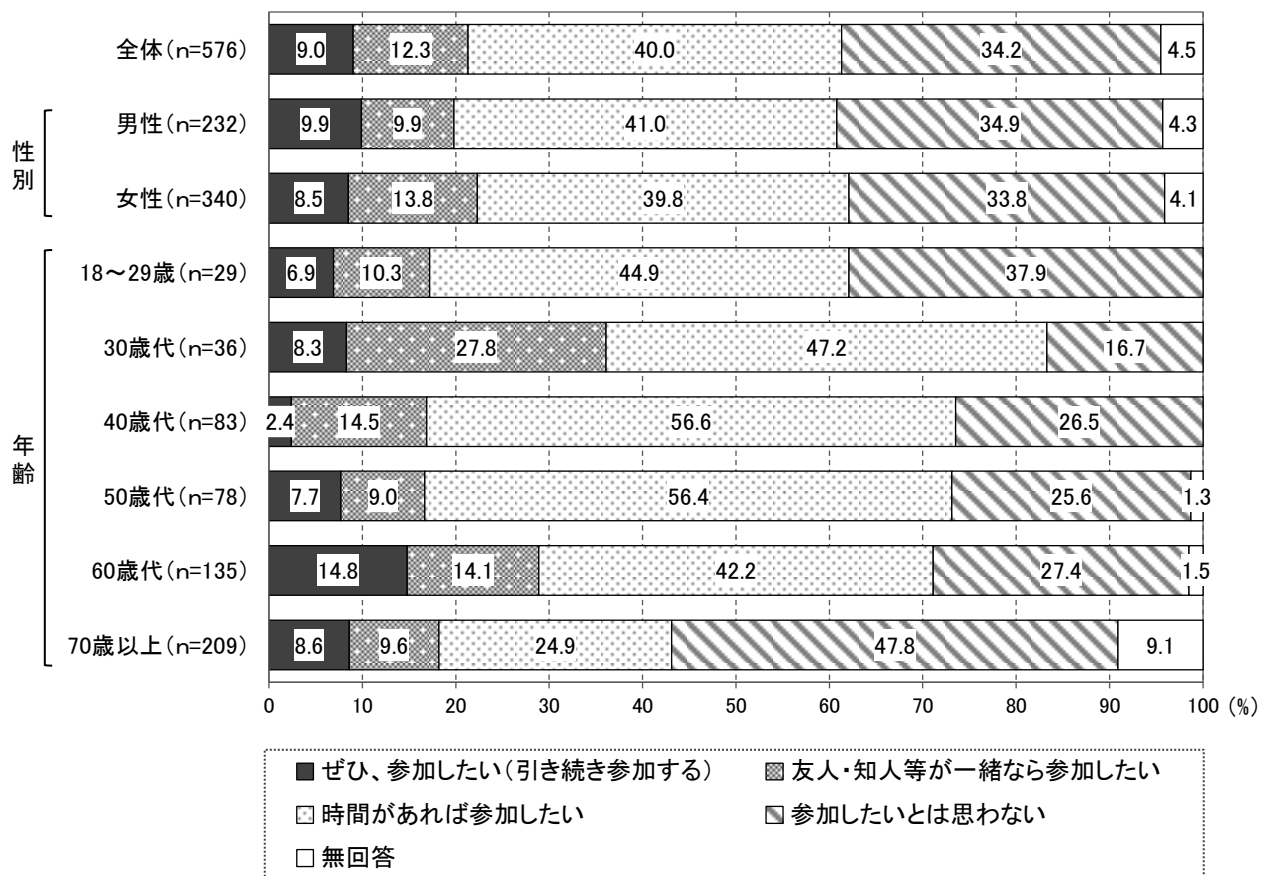 全体(n=576) 9.0 12.3 40.0 34.2 4.5
性別
男性(n=232) 9.9 9.9 41.0 34.9 4.3
女性(n=340) 8.5 13.8 39.8 33.8 4.1
年齢
18～29歳(n=29) 6.9 10.3 44.9 37.9
30歳代(n=36) 8.3 27.8 47.2 16.7
40歳代(n=83) 2.4 14.5 56.6 26.5
50歳代(n=78) 7.7 9.0 56.4 25.6 1.3
60歳代(n=135) 14.8 14.1 42.2 27.4 1.5
70歳以上(n=209) 8.6 9.6 24.9 47.8 9.1
0 10 20 30 40 50 60 70 80 90 100 (%)
ぜひ、参加したい(引き続き参加する) 友人・知人等が一緒なら参加したい
時間があれば参加したい 参加したいとは思わない
無回答